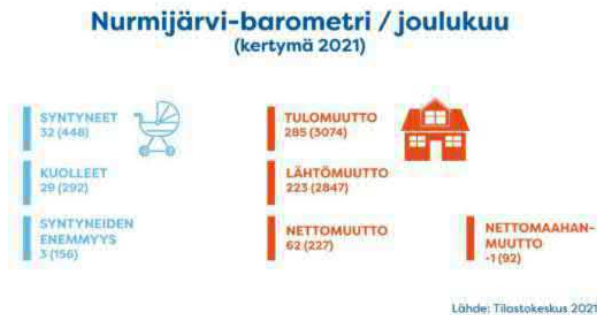 Nurmijärvi-barometri / joulukuu
(kertymä 2021)
SYNTYNEET
32 (448)
KUOLLEET
29 (292)
SYNTYNEIDEN
ENEMMYYS
3 (156)
TULOMUUTTO
285 (3074)
LÄHTÖMUUTTO
223 (2847)
NETTOMUUTTO
62 (227)
NETTOMAAHAN-
MUUTTO
-1 (92)
Lähde: Tilastokeskus 2021